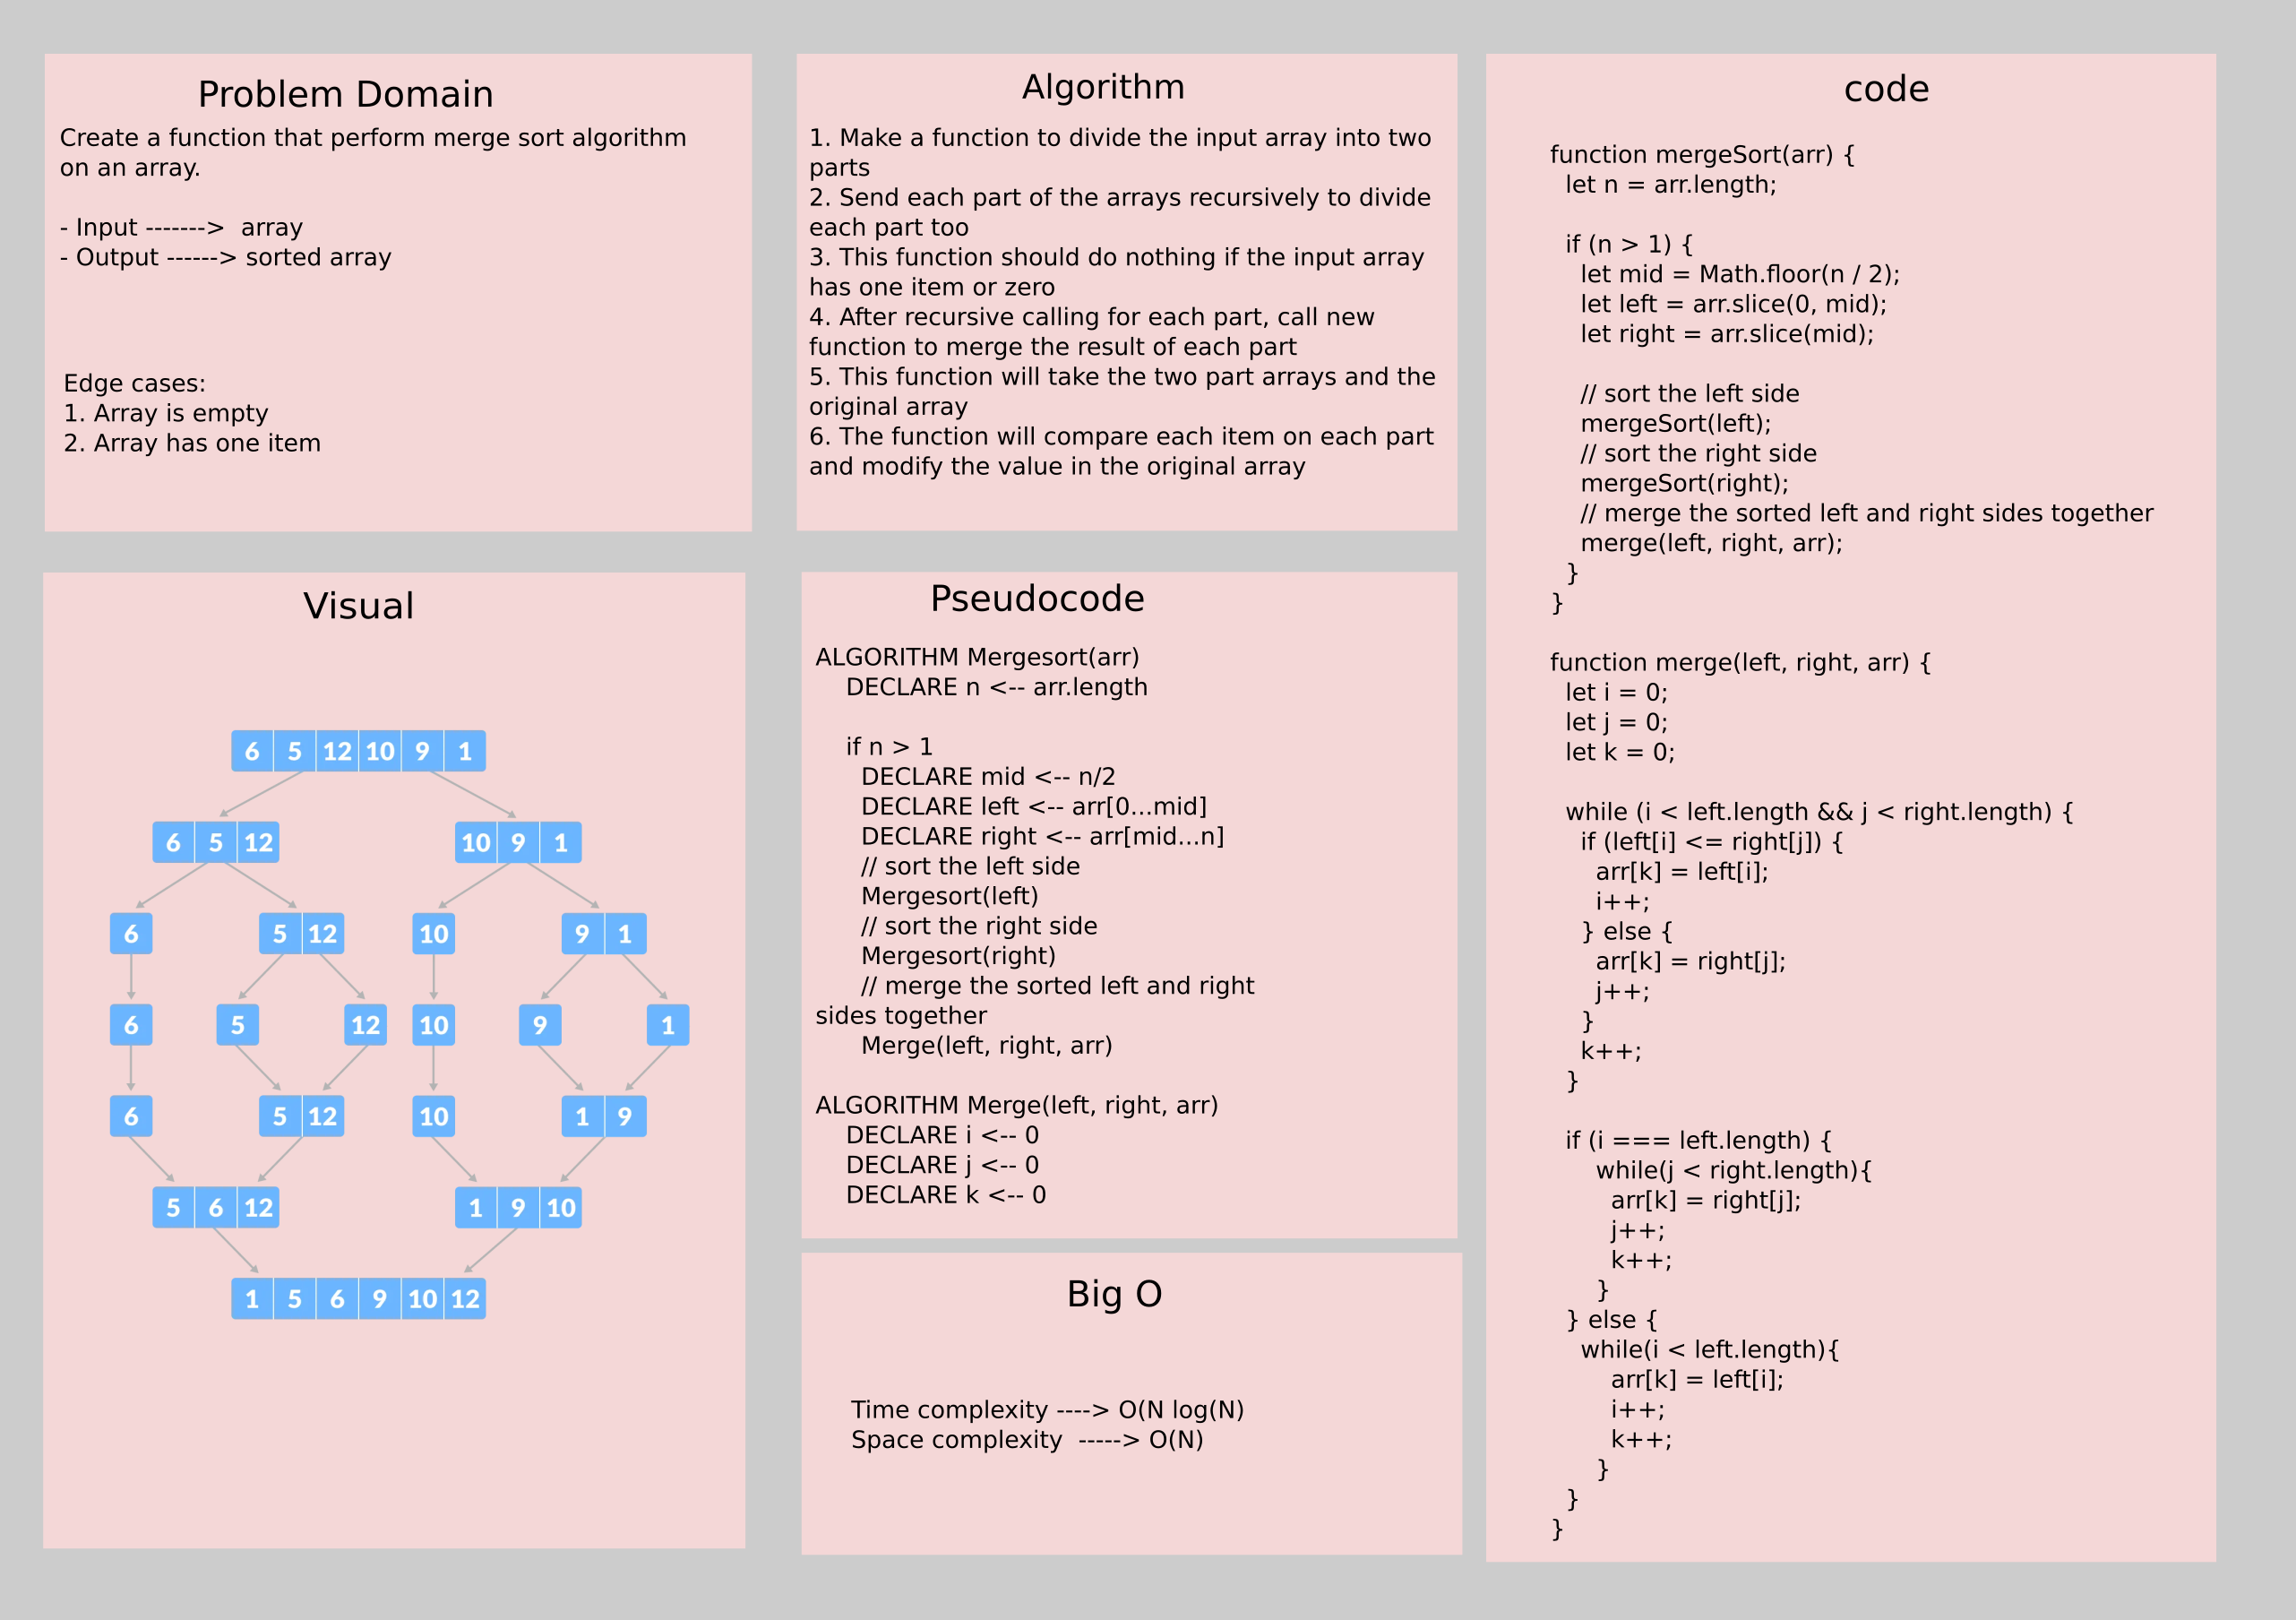 Problem Domain
Create a function that perform merge sort algorithm
on an array.
- Input ------->  array
- Output ------> sorted array
Edge cases:
1. Array is empty
2. Array has one item
Algorithm
1. Make a function to divide the input array into two
parts
2. Send each part of the arrays recursively to divide
each part too
3. This function should do nothing if the input array
has one item or zero
4. After recursive calling for each part, call new
function to merge the result of each part
5. This function will take the two part arrays and the
original array
6. The function will compare each item on each part
and modify the value in the original array
Visual
6 5 12 10 9 1
6 5 12 10 9 1
6 5 12 10 9 1
6 5 12 10 9 1
6 5 12 10 1 9
5 6 12 1 9 10
1 5 6 9 10 12
Pseudocode
ALGORITHM Mergesort(arr)
DECLARE n <-- arr.length
if n > 1
DECLARE mid <-- n/2
DECLARE left <-- arr[0...mid]
DECLARE right <-- arr[mid...n]
// sort the left side
Mergesort(left)
// sort the right side
Mergesort(right)
// merge the sorted left and right
sides together
Merge(left, right, arr)
ALGORITHM Merge(left, right, arr)
DECLARE i <-- 0
DECLARE j <-- 0
DECLARE k <-- 0
Big O
Time complexity ----> O(N log(N)
Space complexity  -----> O(N)
code
function mergeSort(arr) {
let n = arr.length;
if (n > 1) {
let mid = Math.floor(n / 2);
let left = arr.slice(0, mid);
let right = arr.slice(mid);
// sort the left side
mergeSort(left);
// sort the right side
mergeSort(right);
// merge the sorted left and right sides together
merge(left, right, arr);
}
}
function merge(left, right, arr) {
let i = 0;
let j = 0;
let k = 0;
while (i < left.length && j < right.length) {
if (left[i] <= right[j]) {
arr[k] = left[i];
i++;
} else {
arr[k] = right[j];
j++;
}
k++;
}
if (i === left.length) {
while(j < right.length){
arr[k] = right[j];
j++;
k++;
}
} else {
while(i < left.length){
arr[k] = left[i];
i++;
k++;
}
}
}